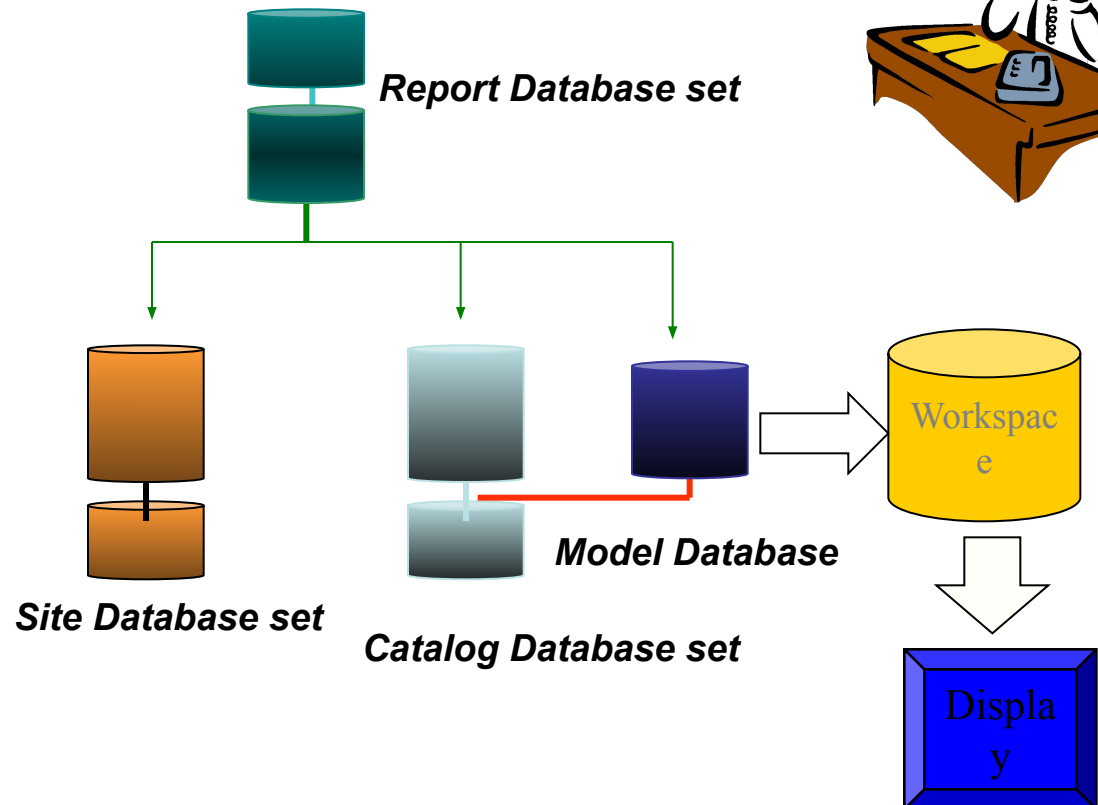 Report Database set
Workspac
e
Model Database
Site Database set
Catalog Database set
Displa
y